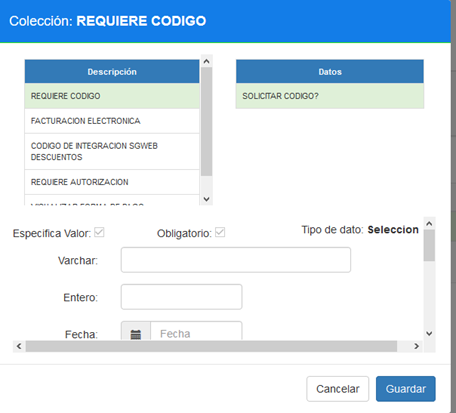 Colección: REQUIERE CODIGO
Descripción
REQUIERE CODIGO
FACTURACION ELECTRONICA
CODIGO DE INTEGRACION SGWEB
DESCUENTOS
REQUIERE AUTORIZACION
Datos
SOLICITAR CODIGO?
Especifica Valor:
Obligatorio:
Tipo de dato: Seleccion
Varchar:
Entero:
Fecha:
Fecha
Cancelar
Guardar